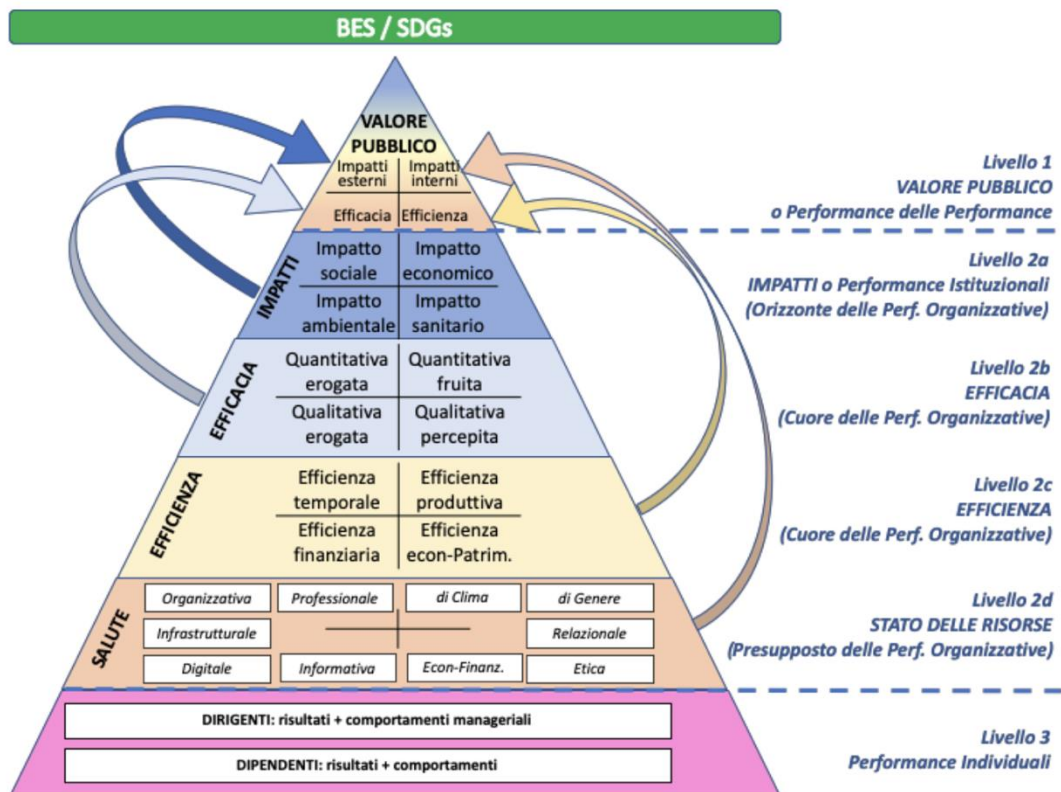 BES / SDGs
VALORE
PUBBLICO
Impatti esterni
Impatti interni
Efficacia
Efficienza
Livello 1
VALORE PUBBLICO
o Performance delle Performance
IMPATTI
Impatto sociale
Impatto economico
Impatto ambientale
Impatto sanitario
Livello 2a
IMPATTI o Performance Istituzionali
(Orizzonte delle Perf. Organizzative)
EFFICACIA
Quantitativa erogata
Quantitativa fruita
Qualitativa erogata
Qualitativa percepita
Livello 2b
EFFICACIA
(Cuore delle Perf. Organizzative)
EFFICIENZA
Efficienza temporale
Efficienza produttiva
Efficienza finanziaria
Efficienza econ-Patrim.
Livello 2c
EFFICIENZA
(Cuore delle Perf. Organizzative)
SALUTE
Organizzativa
Professionale
di Clima
di Genere
Infrastrutturale
Relazionale
Digitale
Informativa
Econ-Finanz.
Etica
Livello 2d
STATO DELLE RISORSE
(Presupposto delle Perf. Organizzative)
DIRIGENTI: risultati + comportamenti manageriali
DIPENDENTI: risultati + comportamenti
Livello 3
Performance Individuali